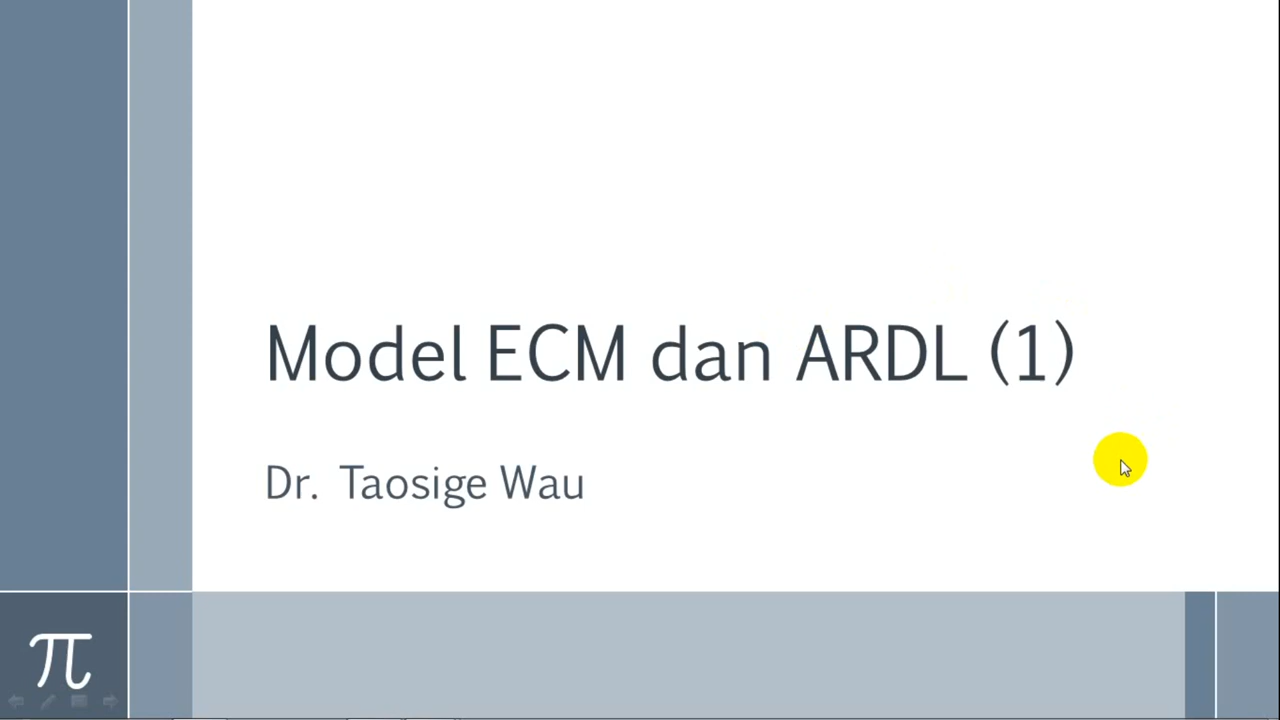 Model ECM dan ARDL (1)
Dr. Taosige Wau
π